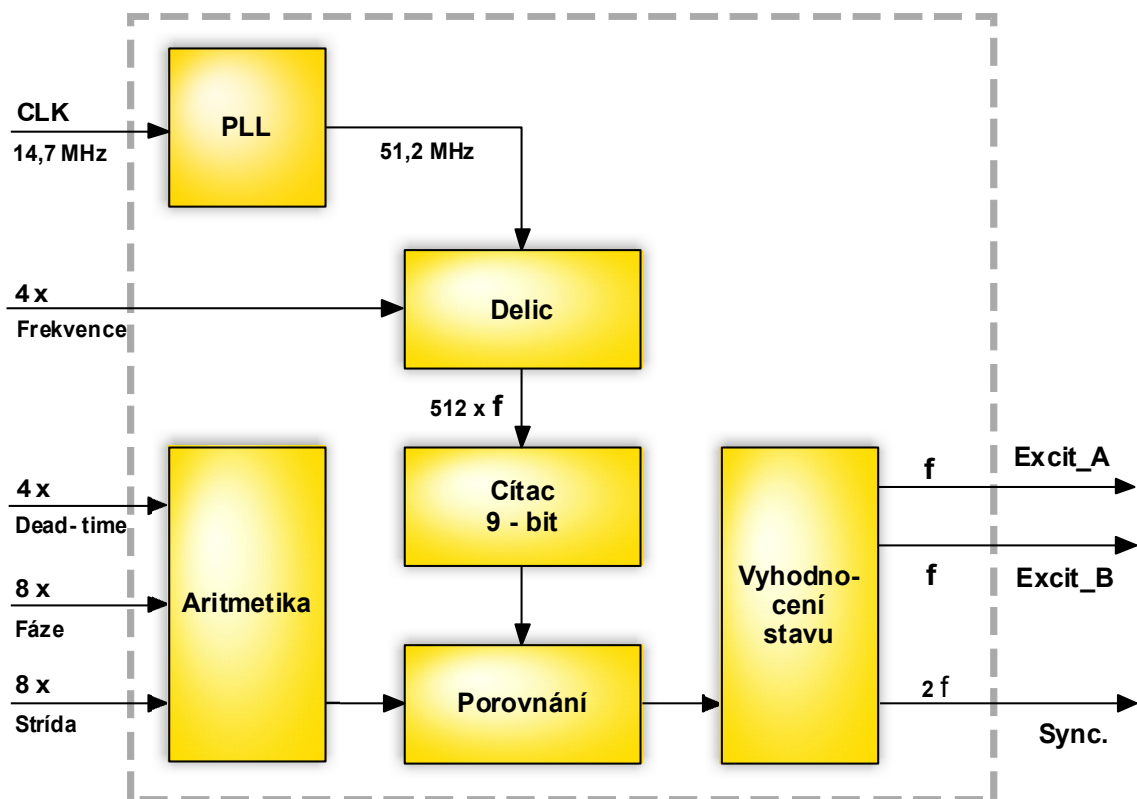 CLK
14,7 MHz
PLL
51,2 MHz
4 x
Frekvence
Delic
512 x f
4 x
Dead- time
8 x
Fáze
8 x
Strída
Aritmetika
Cítac
9 - bit
Porovnání
Vyhodno-
cení
stavu
f
Excit_A
f
Excit_B
2 f
Sync.